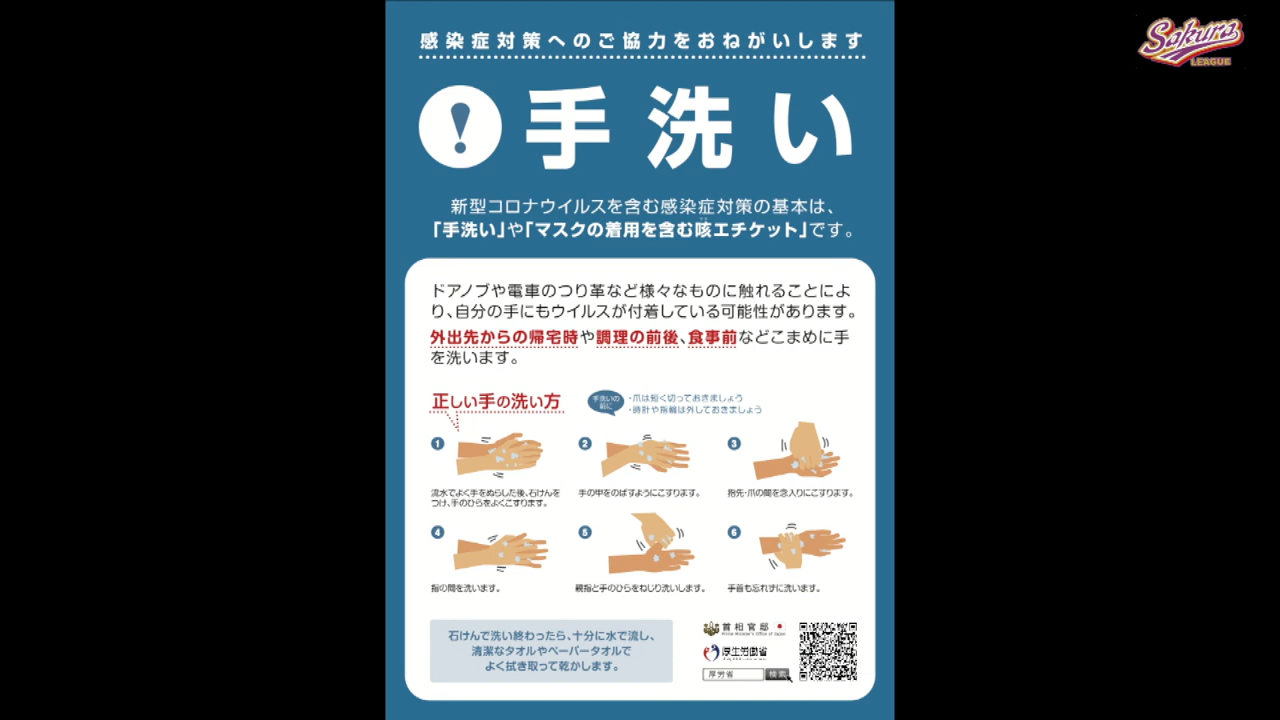 Sakura
LEAGUE
感染症対策へのご協力をおねがいします
手洗い
新型コロナウイルスを含む感染症対策の基本は、
「手洗い」や「マスクの着用を含む咳エチケット」です。
ドアノブや電車のつり革など様々なものに触れることによ
り、自分の手にもウイルスが付着している可能性があります。
外出先からの帰宅時や調理の前後、食事前などこまめに手
を洗います。
正しい手の洗い方
手洗いの
前に
・爪は短く切っておきましょう
・時計や指輪は外しておきましょう
1
流水でよく手をぬらした後、石けんを
つけ、手のひらをよくこすります。
2
手の甲をのばすようにこすります。
3
指先・爪の間を念入りにこすります。
4
指の間を洗います。
5
親指と手のひらをねじり洗いします。
6
手首も忘れずに洗います。
石けんで洗い終わったら、十分に水で流し、
清潔なタオルやペーパータオルで
よく拭き取って乾かします。
首相官邸
Prime Minister's Office of Japan
厚生労働省
厚労省 検索